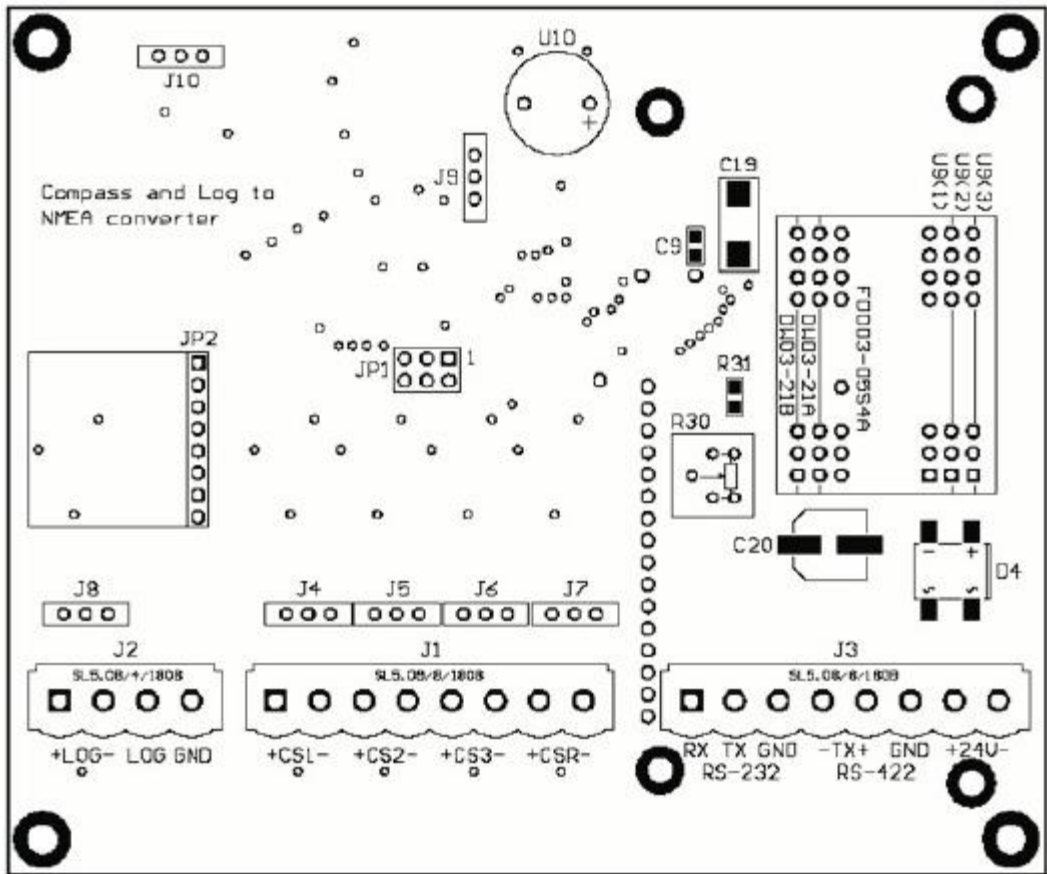 U10
J10
J9
C19
U9(1)
U9(2)
U9(3)
Compass and Log to
NMEA converter
C9
+
JP2
JP1
1
F0003-05S4A
DW03-21A
DW03-21B
R31
R30
C20
- +
S S
D4
J8
J4 J5 J6 J7
J2 J1 J3
SL5.08/4/180B SL5.08/8/180B SL5.08/8/180B
+LOG- LOG GND
+CS1- +CS2- +CS3- +CSR-
RX TX GND -TX+ GND +24V-
RS-232 RS-422